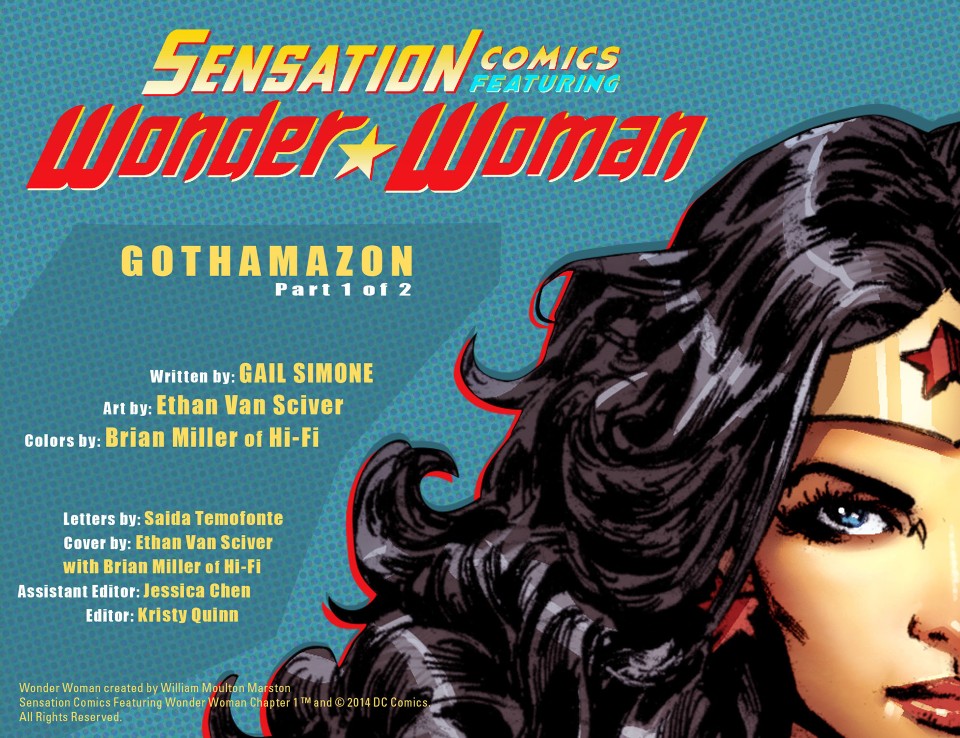 SENSATION COMICS
FEATURING
Wonder Woman
GOTHAMAZON
Part 1 of 2
Written by: GAIL SIMONE
Art by: Ethan Van Sciver
Colors by: Brian Miller of Hi-Fi
Letters by: Saida Temofonte
Cover by: Ethan Van Sciver
with Brian Miller of Hi-Fi
Assistant Editor: Jessica Chen
Editor: Kristy Quinn
Wonder Woman created by William Moulton Marston
Sensation Comics Featuring Wonder Woman Chapter 1 ™ and © 2014 DC Comics.
All Rights Reserved.